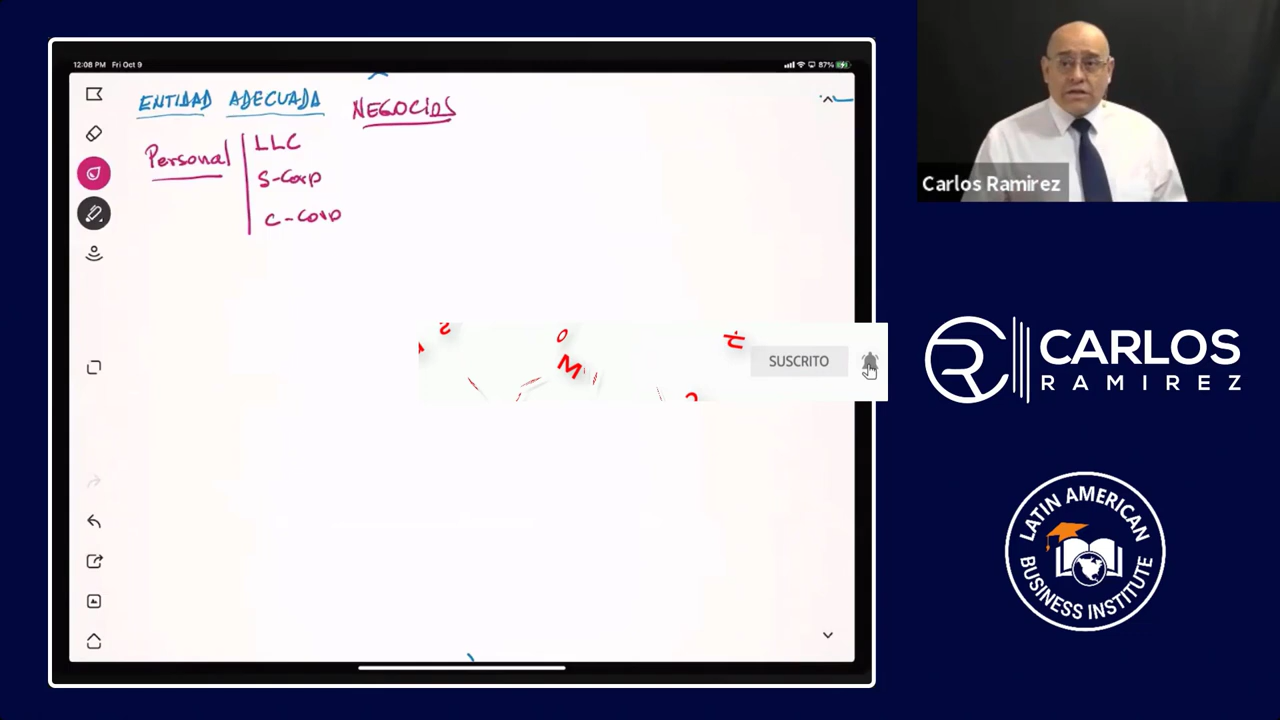 12:08 PM Fri Oct 9
87%
ENTIDAD ADECUADA NEGOCIOS
Personal
LLC
S-Corp
C-Corp
SUSCRITO
Carlos Ramirez
CR CARLOS
RAMIREZ
LATIN AMERICAN
BUSINESS INSTITUTE